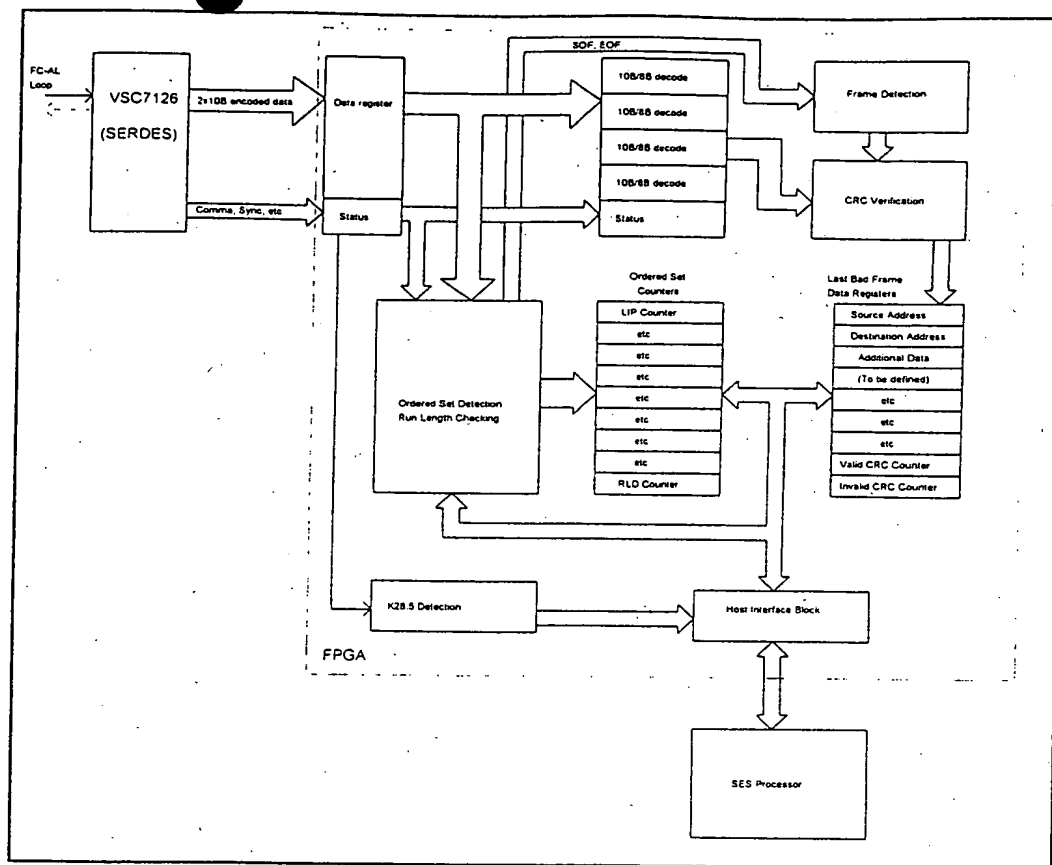 FC-AL
Loop
VSC7126
(SERDES)
2x10B encoded data
Comma, Sync, etc
Data register
Status
SOF, EOF
10B/8B decode
10B/8B decode
10B/8B decode
10B/8B decode
Status
Frame Detection
CRC Verification
Ordered Set Detection
Run Length Checking
Ordered Set
Counters
LIP Counter
etc
etc
etc
etc
etc
etc
etc
RLD Counter
Last Bad Frame
Data Registers
Source Address
Destination Address
Additional Data
(To be defined)
etc
etc
etc
Valid CRC Counter
Invalid CRC Counter
K28.5 Detection
Host Interface Block
FPGA
SES Processor